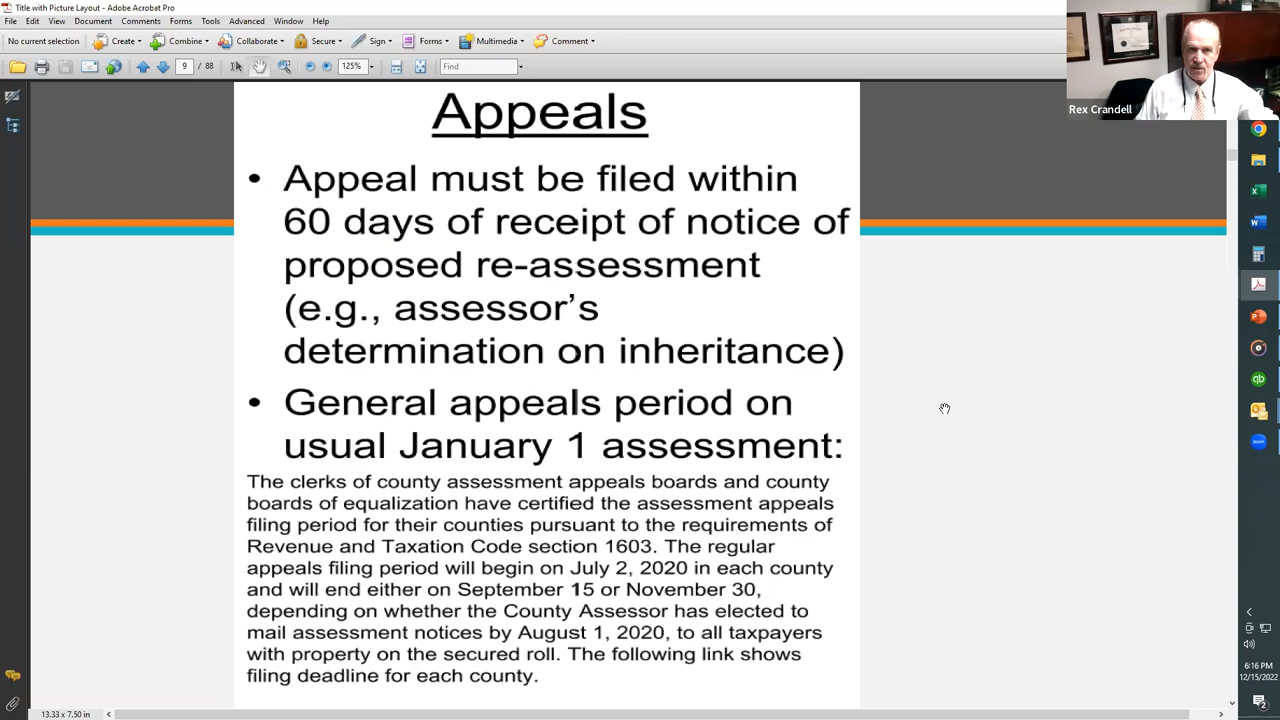 Title with Picture Layout - Adobe Acrobat Pro
File Edit View Document Comments Forms Tools Advanced Window Help
No current selection Create Combine Collaborate Secure Sign Forms Multimedia Comment
9 / 88 125% Find
Rex Crandell
Appeals
• Appeal must be filed within
60 days of receipt of notice of
proposed re-assessment
(e.g., assessor’s
determination on inheritance)
• General appeals period on
usual January 1 assessment:
The clerks of county assessment appeals boards and county
boards of equalization have certified the assessment appeals
filing period for their counties pursuant to the requirements of
Revenue and Taxation Code section 1603. The regular
appeals filing period will begin on July 2, 2020 in each county
and will end either on September 15 or November 30,
depending on whether the County Assessor has elected to
mail assessment notices by August 1, 2020, to all taxpayers
with property on the secured roll. The following link shows
filing deadline for each county.
13.33 x 7.50 in
6:16 PM
12/15/2022
2